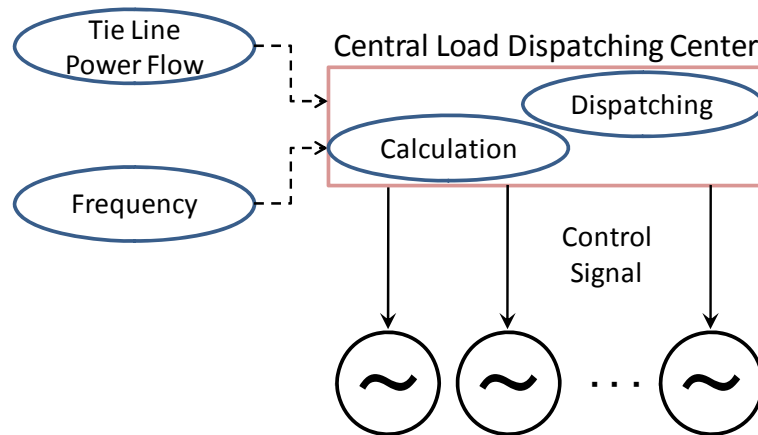 Tie Line
Power Flow
Central Load Dispatching Center
Dispatching
Calculation
Frequency
Control
Signal
~ ~ ... ~